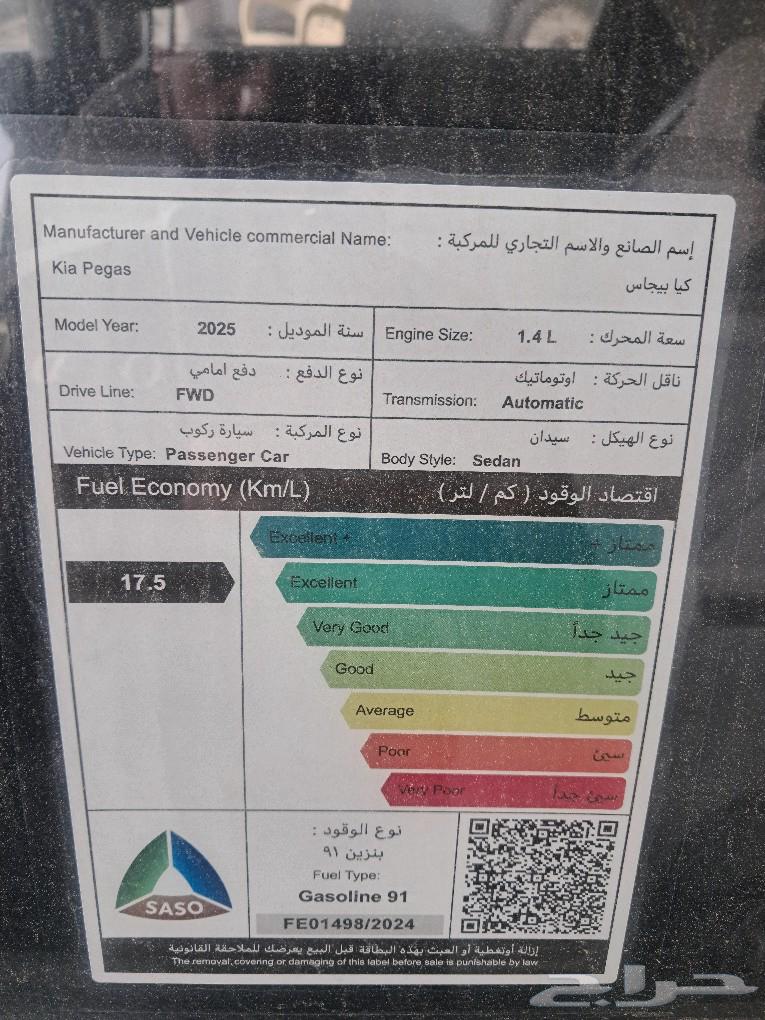 Manufacturer and Vehicle commercial Name: إسم الصانع والاسم التجاري للمركبة :
Kia Pegas كيا بيجاس
Model Year: 2025 سنة الموديل :
Engine Size: 1.4 L سعة المحرك :
نوع الدفع : دفع امامي
Drive Line: FWD
ناقل الحركة : اوتوماتيك
Transmission: Automatic
نوع المركبة : سيارة ركوب
Vehicle Type: Passenger Car
نوع الهيكل : سيدان
Body Style: Sedan
Fuel Economy (Km/L) اقتصاد الوقود ( كم / لتر)
Excellent + ممتاز +
17.5
Excellent ممتاز
Very Good جيد جداً
Good جيد
Average متوسط
Poor سيئ
Very Poor سيئ جداً
SASO
نوع الوقود :
بنزين ٩١
Fuel Type:
Gasoline 91
FE01498/2024
إزالة أوتغطية أو العبث بهذه البطاقة قبل البيع يعرضك للملاحقة القانونية
The removal,covering or damaging of this label before sale is punishable by law
حراج